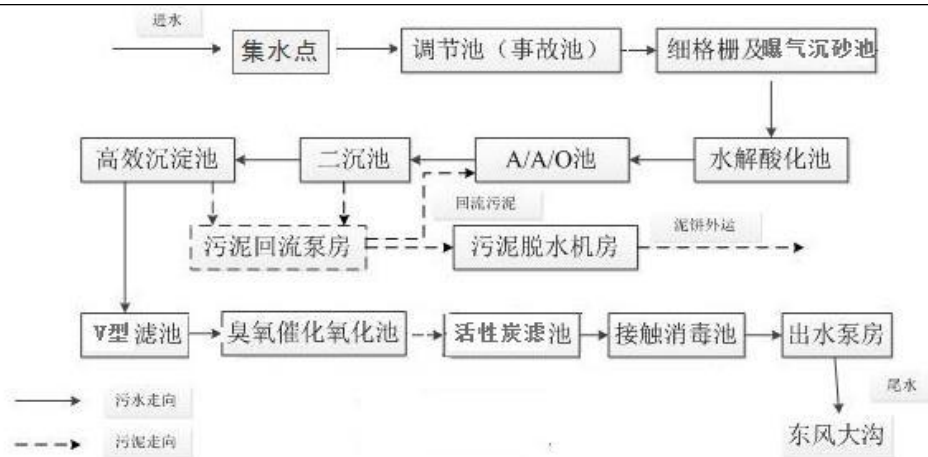 进水
集水点
调节池（事故池）
细格栅及曝气沉砂池
高效沉淀池
二沉池
A/A/O池
水解酸化池
回流污泥
污泥回流泵房
污泥脱水机房
泥饼外运
V型滤池
臭氧催化氧化池
活性炭滤池
接触消毒池
出水泵房
污水走向
尾水
污泥走向
东风大沟